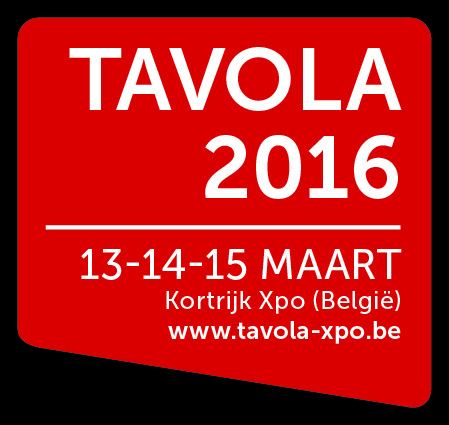 TAVOLA
2016
13-14-15 MAART
Kortrijk Xpo (België)
www.tavola-xpo.be